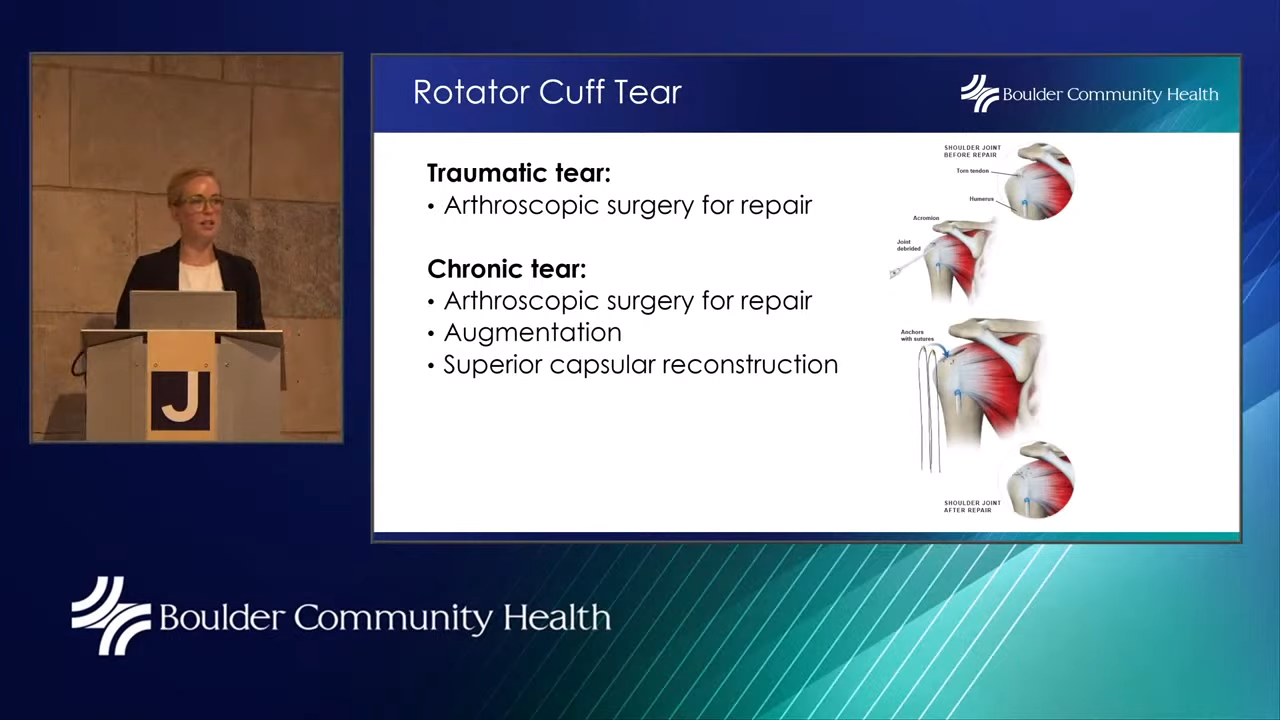 Rotator Cuff Tear
Boulder Community Health
Traumatic tear:
• Arthroscopic surgery for repair
Chronic tear:
• Arthroscopic surgery for repair
• Augmentation
• Superior capsular reconstruction
SHOULDER JOINT
BEFORE REPAIR
Torn tendon
Humerus
Acromion
Joint
debrided
Anchors
with sutures
SHOULDER JOINT
AFTER REPAIR
J
Boulder Community Health